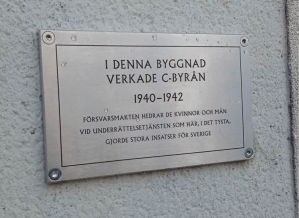 I DENNA BYGGNAD
VERKADE C-BYRÅN
1940–1942
FÖRSVARSMAKTEN HEDRAR DE KVINNOR OCH MÄN
VID UNDERRÄTTELSETJÄNSTEN SOM HÄR, I DET TYSTA,
GJORDE STORA INSATSER FÖR SVERIGE